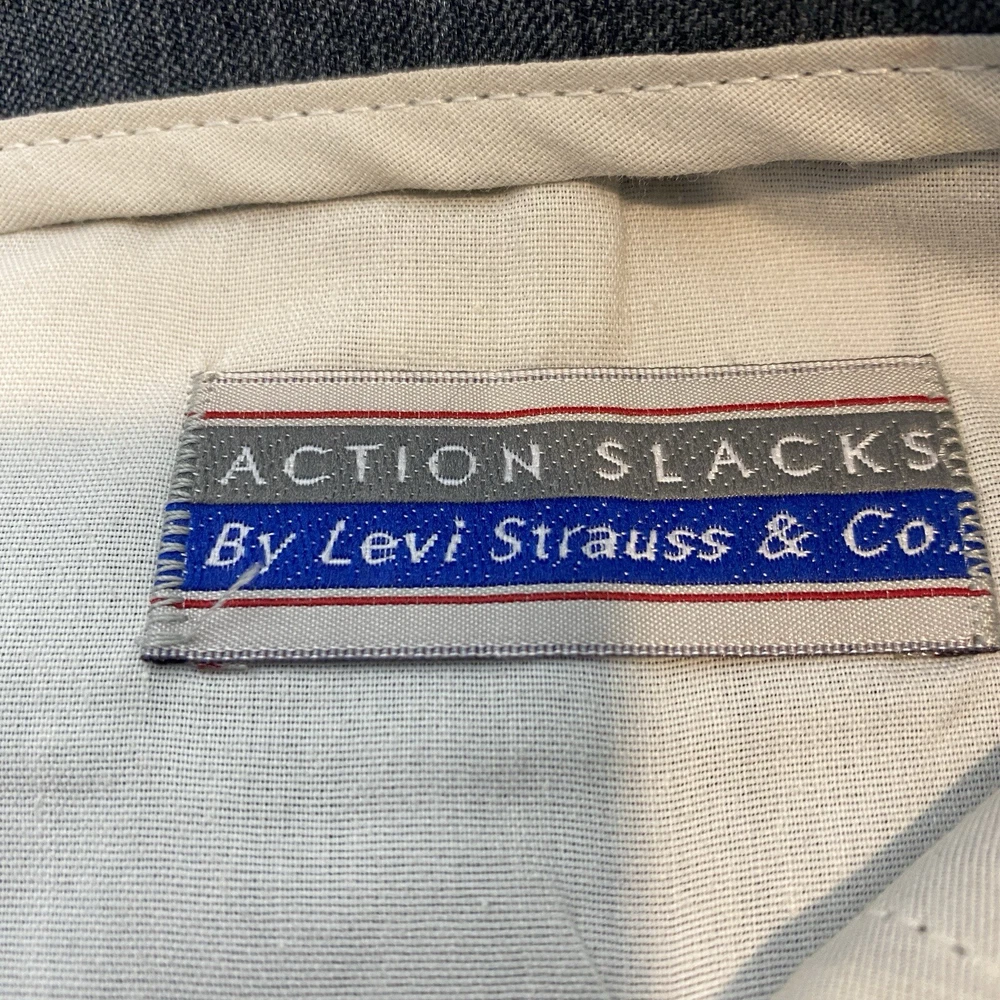 ACTION SLACKS
By Levi Strauss & Co.